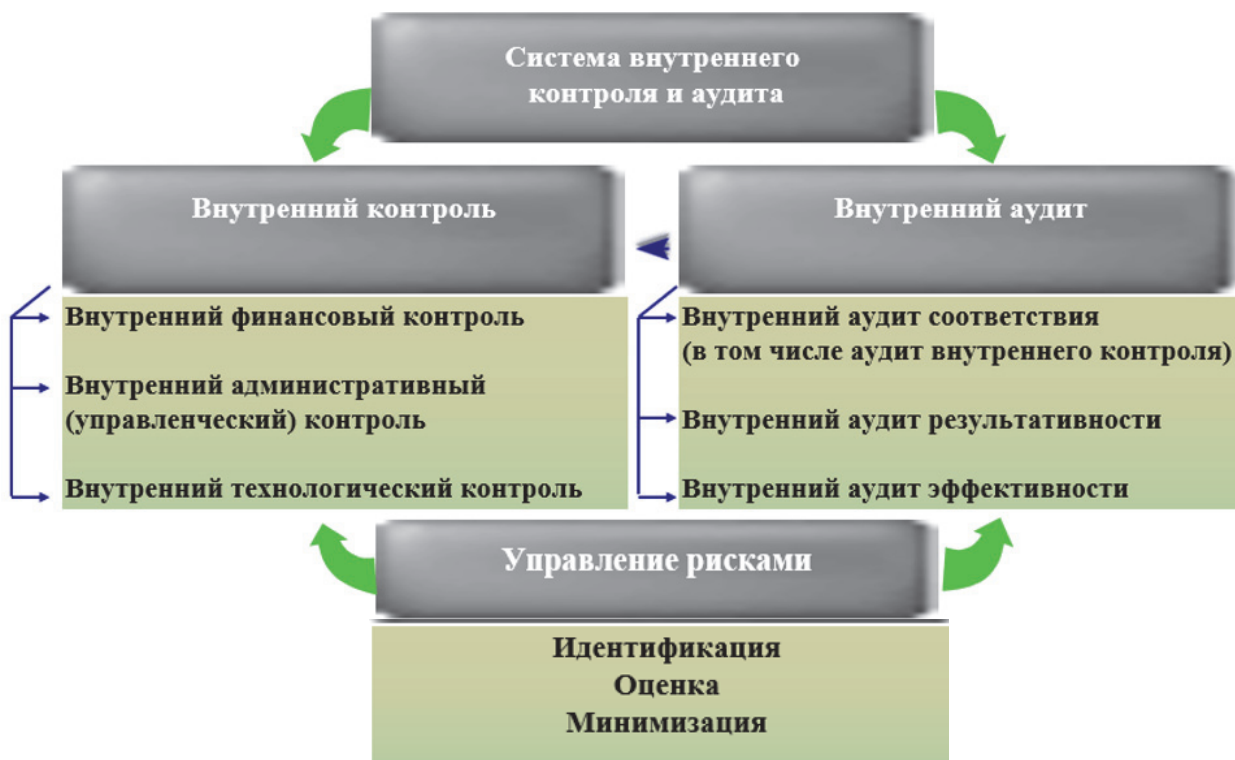 Система внутреннего
контроля и аудита
Внутренний контроль
Внутренний финансовый контроль
Внутренний административный
(управленческий) контроль
Внутренний технологический контроль
Внутренний аудит
Внутренний аудит соответствия
(в том числе аудит внутреннего контроля)
Внутренний аудит результативности
Внутренний аудит эффективности
Управление рисками
Идентификация
Оценка
Минимизация